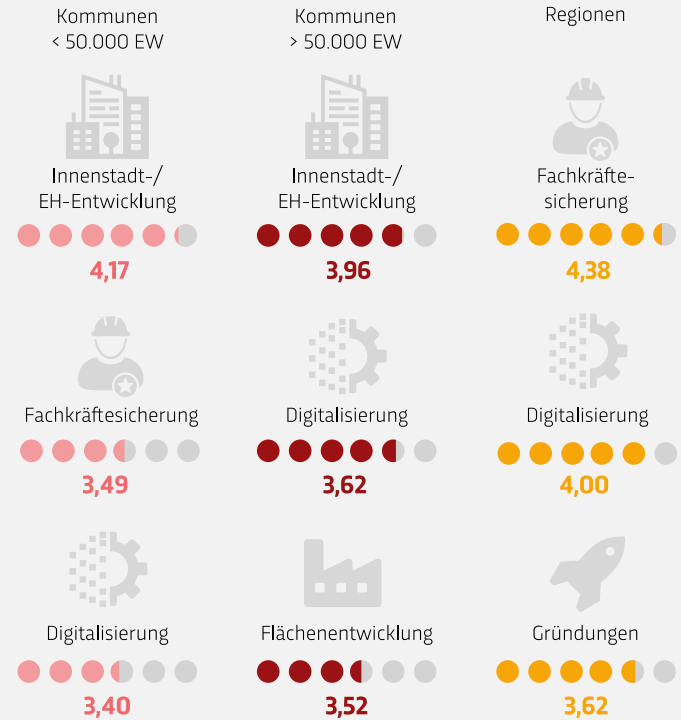 Kommunen
< 50.000 EW
Kommunen
> 50.000 EW
Regionen
Innenstadt-/
EH-Entwicklung
4,17
Innenstadt-/
EH-Entwicklung
3,96
Fachkräfte-
sicherung
4,38
Fachkräftesicherung
3,49
Digitalisierung
3,62
Digitalisierung
4,00
Digitalisierung
3,40
Flächenentwicklung
3,52
Gründungen
3,62